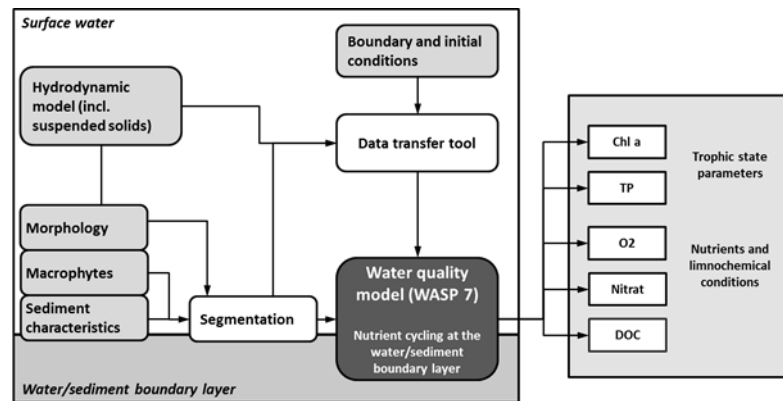 Surface water
Boundary and initial
conditions
Hydrodynamic
model (incl.
suspended solids)
Data transfer tool
Morphology
Macrophytes
Sediment
characteristics
Segmentation
Water quality
model (WASP 7)
Nutrient cycling at the
water/sediment
boundary layer
Water/sediment boundary layer
Chl a
TP
O2
Nitrat
DOC
Trophic state
parameters
Nutrients and
limnochemical
conditions